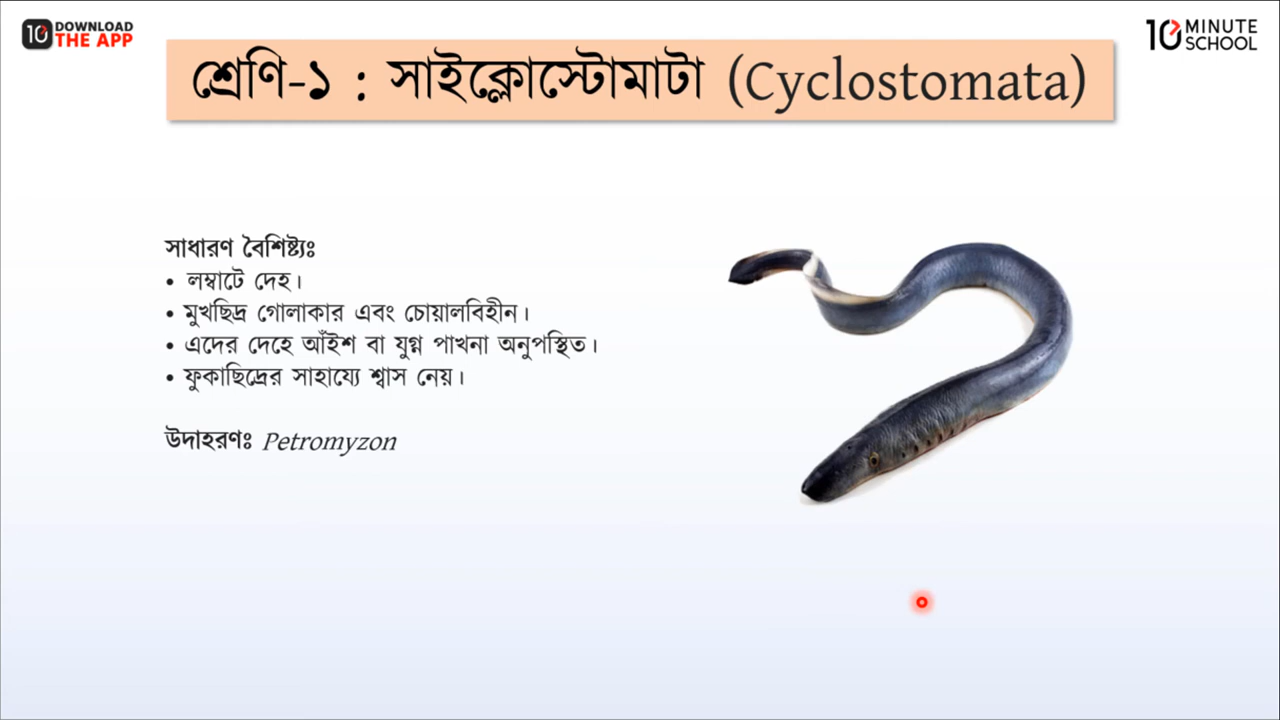 10 DOWNLOAD
THE APP
10 MINUTE
SCHOOL
শ্রেণি-১ : সাইক্লোস্টোমাটা (Cyclostomata)
সাধারণ বৈশিষ্ট্যঃ
• লম্বাটে দেহ।
• মুখছিদ্র গোলাকার এবং চোয়ালবিহীন।
• এদের দেহে আঁইশ বা যুগ্ন পাখনা অনুপস্থিত।
• ফুকাছিদ্রের সাহায্যে শ্বাস নেয়।
উদাহরণঃ Petromyzon